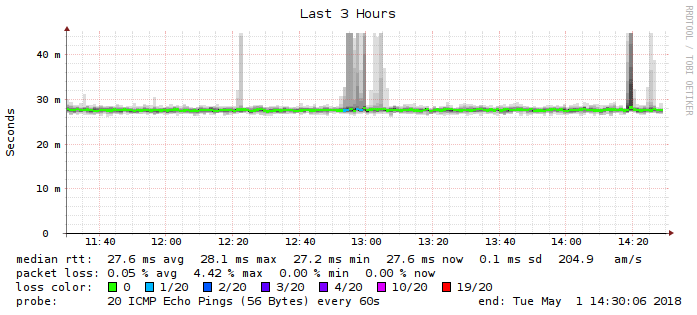 Last 3 Hours
RRDTOOL / TOBI OETIKER
Seconds
40 m
30 m
20 m
10 m
0
11:40 12:00 12:20 12:40 13:00 13:20 13:40 14:00 14:20
median rtt: 27.6 ms avg 28.1 ms max 27.2 ms min 27.6 ms now 0.1 ms sd 204.9 am/s
packet loss: 0.05 % avg 4.42 % max 0.00 % min 0.00 % now
loss color: 0 1/20 2/20 3/20 4/20 10/20 19/20
probe: 20 ICMP Echo Pings (56 Bytes) every 60s end: Tue May 1 14:30:06 2018